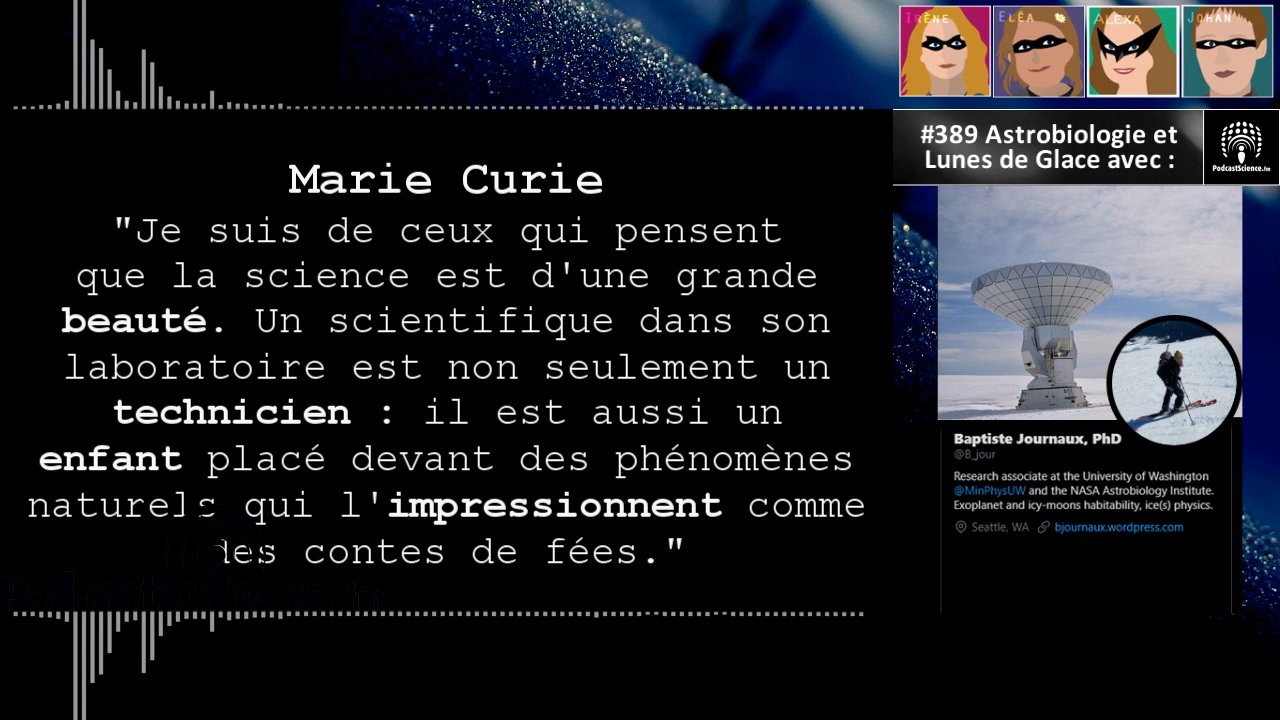 IRÈNE
ELÉA
ALEXA
JOHAN
#389 Astrobiologie et
Lunes de Glace avec :
PodcastScience.fm
Marie Curie
"Je suis de ceux qui pensent
que la science est d'une grande
beauté. Un scientifique dans son
laboratoire est non seulement un
technicien : il est aussi un
enfant placé devant des phénomènes
naturels qui l'impressionnent comme
des contes de fées."
Baptiste Journaux, PhD
@B_jour
Research associate at the University of Washington
@MinPhysUW and the NASA Astrobiology Institute.
Exoplanet and icy-moons habitability, ice(s) physics.
Seattle, WA bjournaux.wordpress.com
PodcastScience.fm